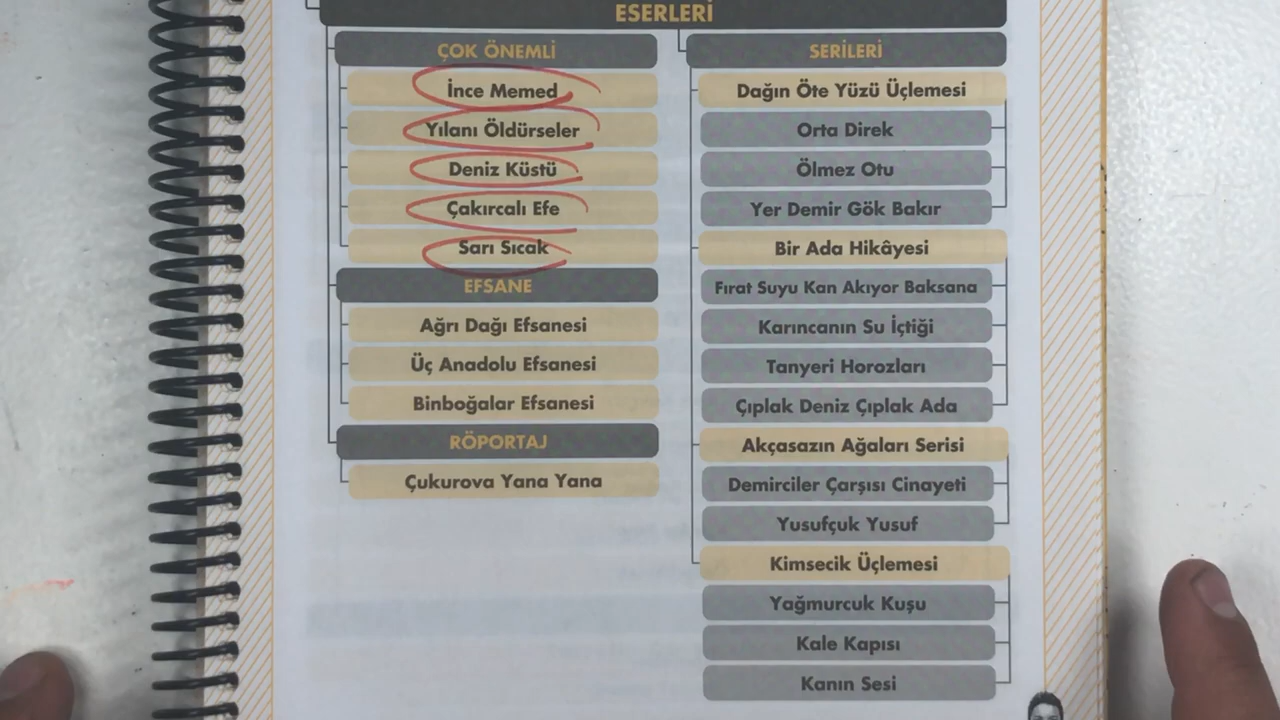 ESERLERİ
ÇOK ÖNEMLİ
İnce Memed
Yılanı Öldürseler
Deniz Küstü
Çakırcalı Efe
Sarı Sıcak
EFSANE
Ağrı Dağı Efsanesi
Üç Anadolu Efsanesi
Binboğalar Efsanesi
RÖPORTAJ
Çukurova Yana Yana
SERİLERİ
Dağın Öte Yüzü Üçlemesi
Orta Direk
Ölmez Otu
Yer Demir Gök Bakır
Bir Ada Hikâyesi
Fırat Suyu Kan Akıyor Baksana
Karıncanın Su İçtiği
Tanyeri Horozları
Çıplak Deniz Çıplak Ada
Akçasazın Ağaları Serisi
Demirciler Çarşısı Cinayeti
Yusufçuk Yusuf
Kimsecik Üçlemesi
Yağmurcuk Kuşu
Kale Kapısı
Kanın Sesi